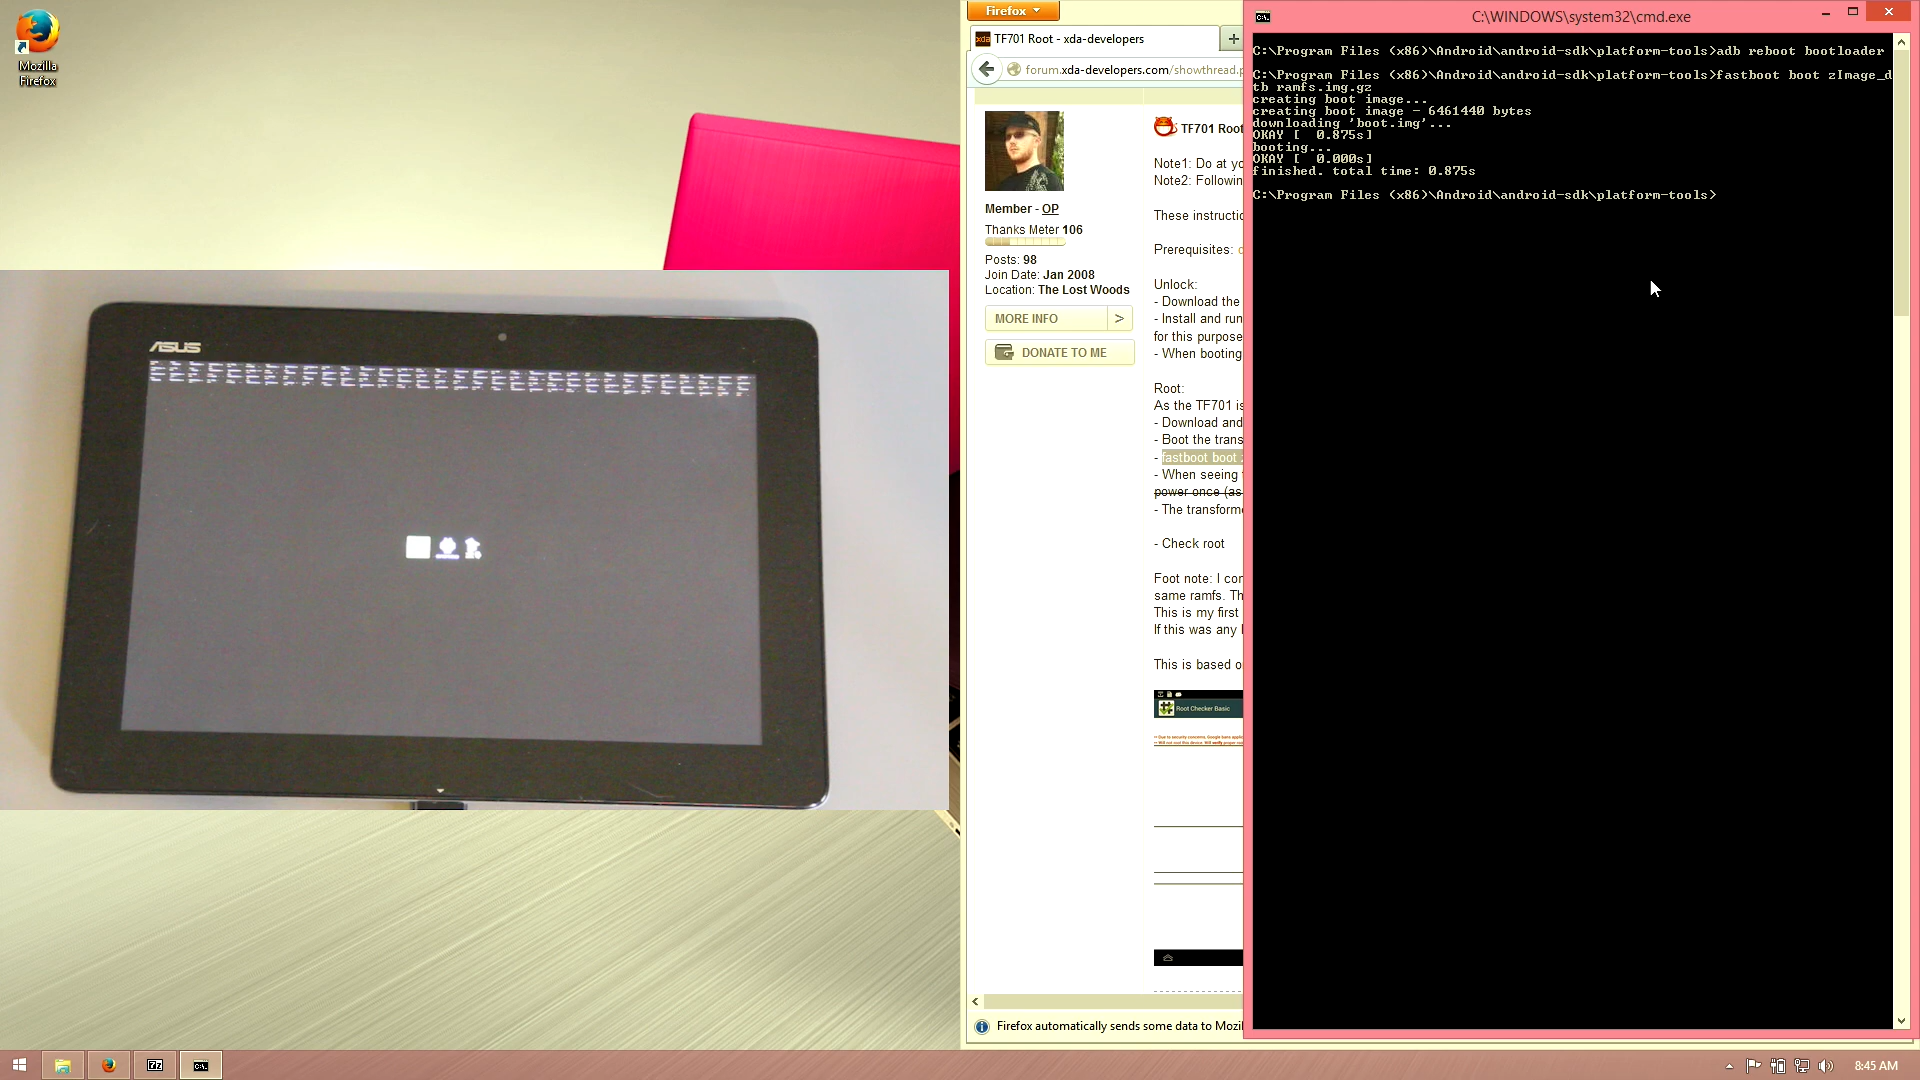 Mozilla
Firefox
ASUS
Firefox
TF701 Root - xda-developers
forum.xda-developers.com/showthread.p
TF701 Root
Member - OP
Thanks Meter 106
Posts: 98
Join Date: Jan 2008
Location: The Lost Woods
MORE INFO >
DONATE TO ME
Note1: Do at yo
Note2: Followin
These instructio
Prerequisites:
Unlock:
- Download the
- Install and run
for this purpose
- When booting
Root:
As the TF701 is
- Download and
- Boot the trans
- fastboot boot
- When seeing
power once (as
- The transforme
- Check root
Foot note: I con
same ramfs. Th
This is my first
If this was any
This is based o
Root Checker Basic
Firefox automatically sends some data to Mozil
C:\WINDOWS\system32\cmd.exe
C:\Program Files (x86)\Android\android-sdk\platform-tools>adb reboot bootloader
C:\Program Files (x86)\Android\android-sdk\platform-tools>fastboot boot zImage_d
tb ramfs.img.gz
creating boot image...
creating boot image - 6461440 bytes
downloading 'boot.img'...
OKAY [  0.875s]
booting...
OKAY [  0.000s]
finished. total time: 0.875s
C:\Program Files (x86)\Android\android-sdk\platform-tools>
8:45 AM